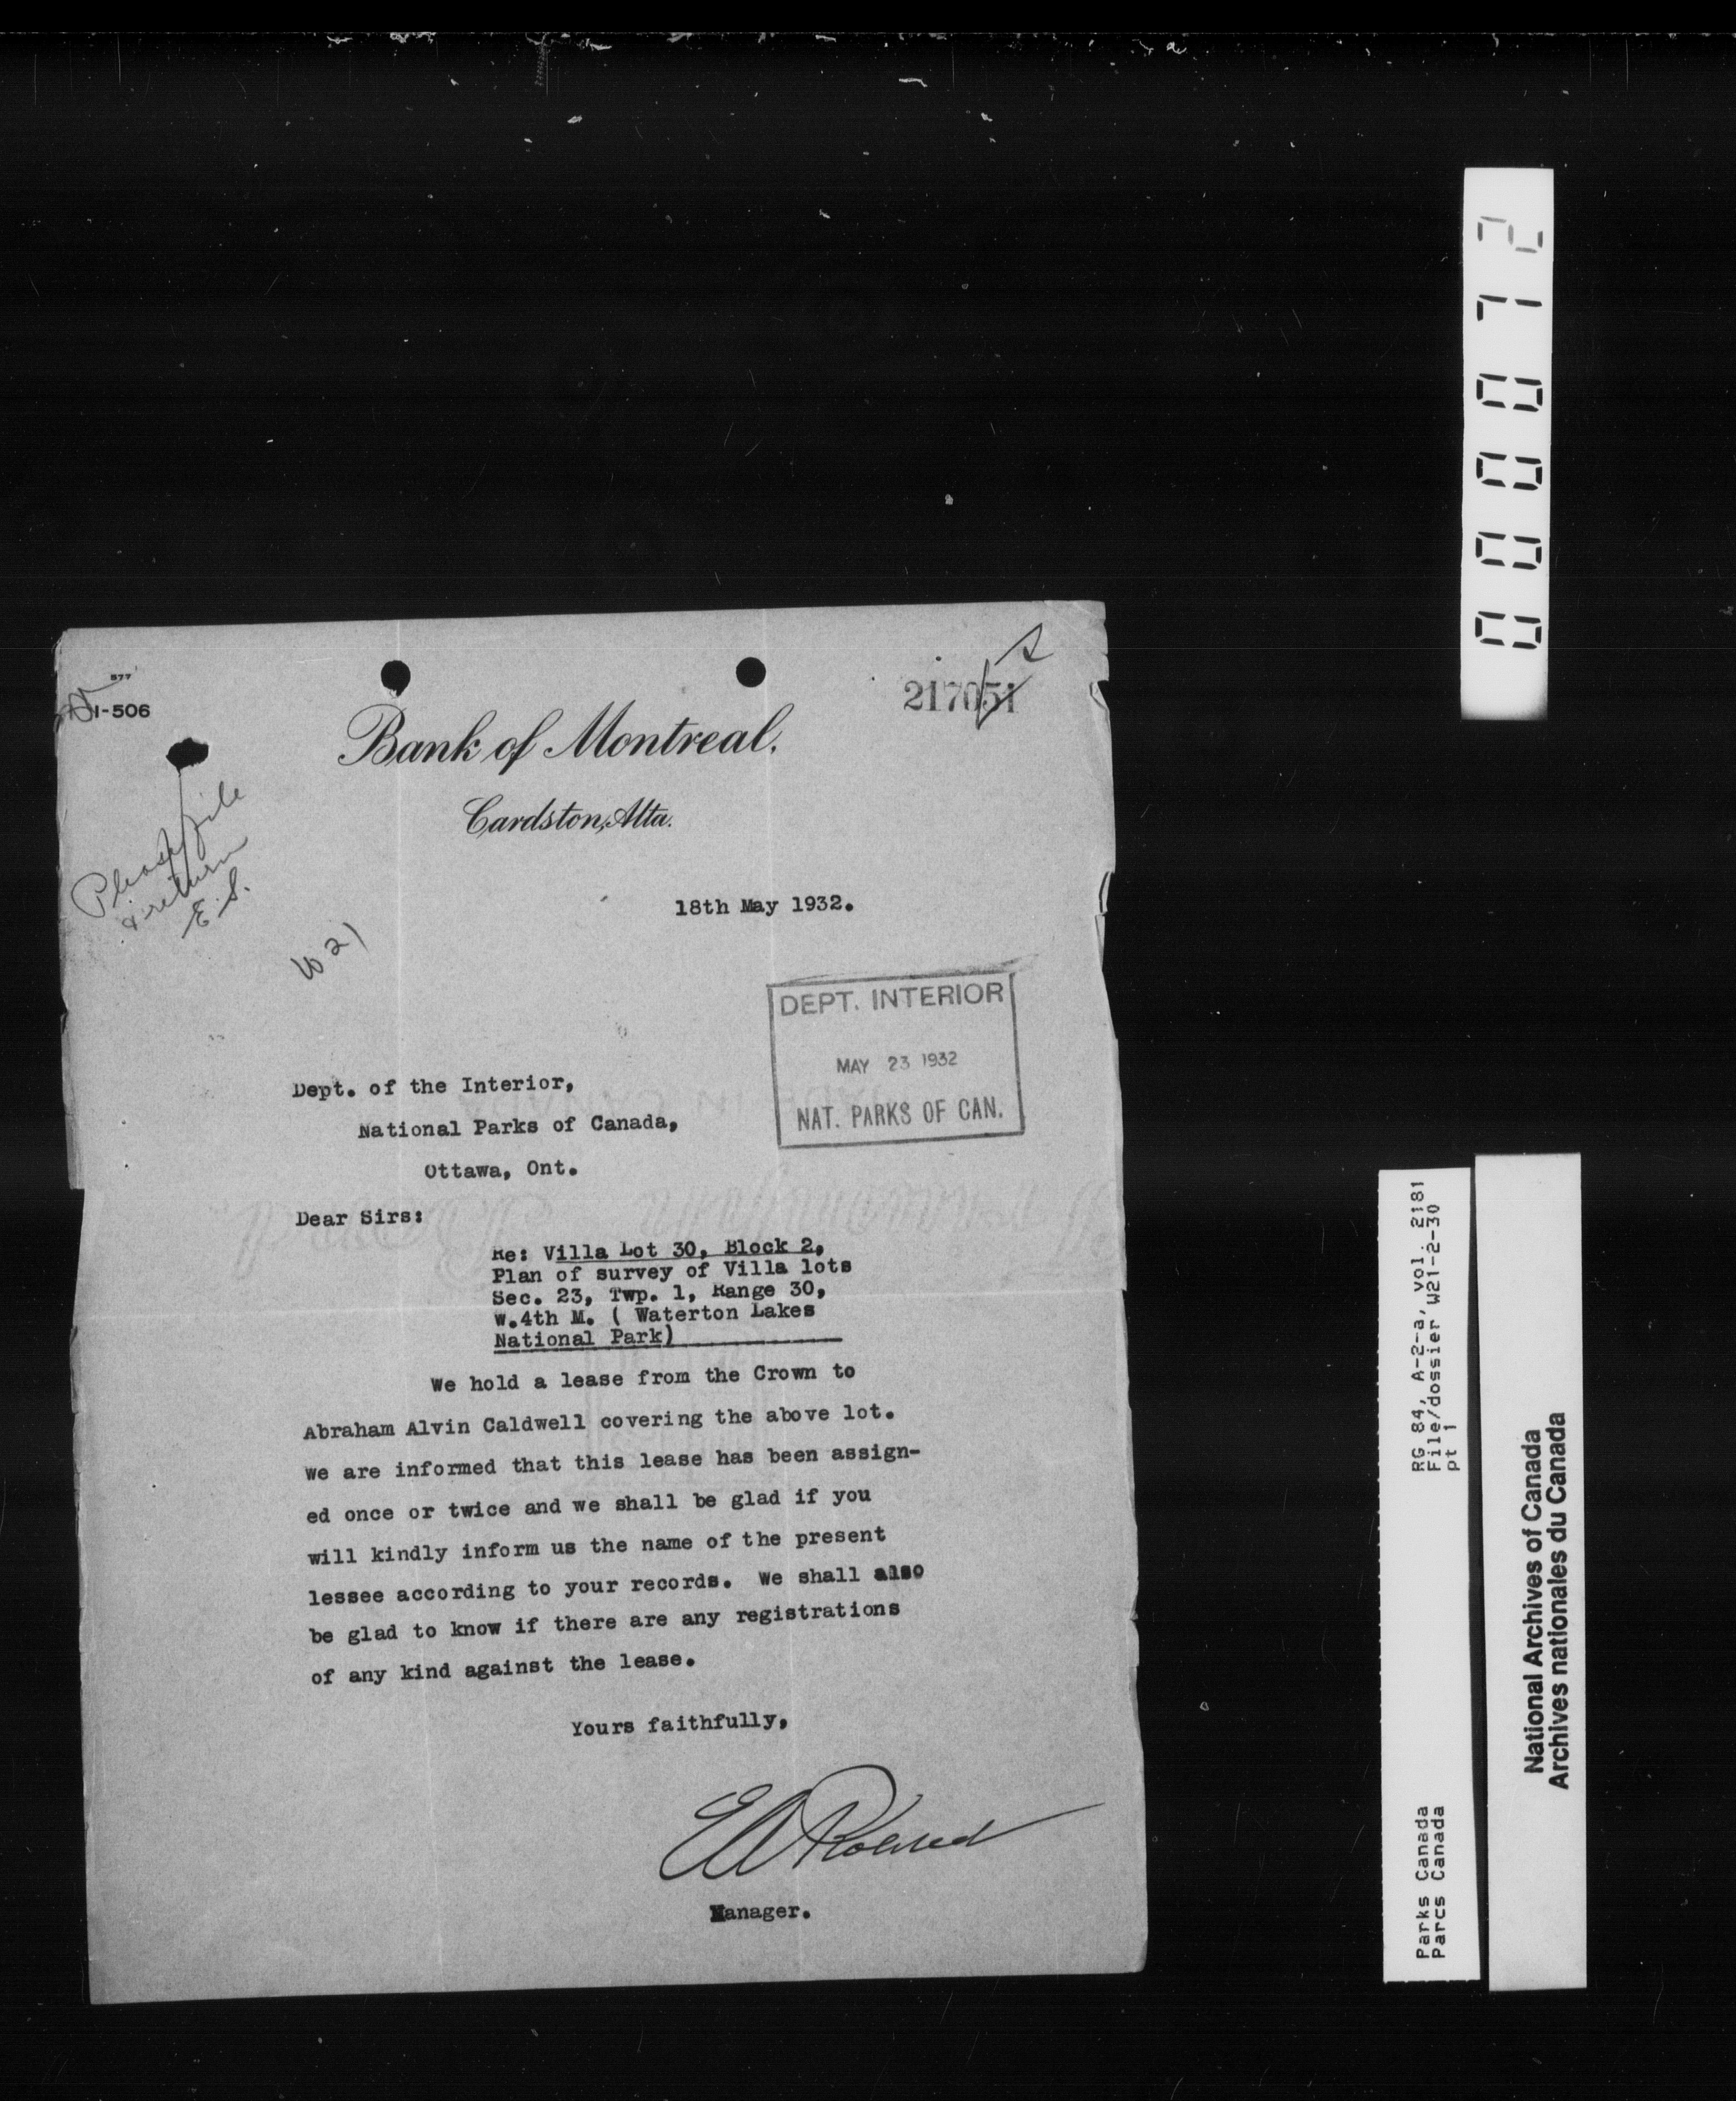 577
1-506
217051
Bank of Montreal.
Cardston, Alta.
Please file
& return
E.S.
W21
18th May 1932.
DEPT. INTERIOR
MAY 23 1932
NAT. PARKS OF CAN.
Dept. of the Interior,
National Parks of Canada,
Ottawa, Ont.
Dear Sirs:
Re: Villa Lot 30, Block 2,
Plan of survey of Villa lots
Sec. 23, Twp. 1, Range 30,
W.4th M. ( Waterton Lakes
National Park)
We hold a lease from the Crown to
Abraham Alvin Caldwell covering the above lot.
We are informed that this lease has been assign-
ed once or twice and we shall be glad if you
will kindly inform us the name of the present
lessee according to your records. We shall also
be glad to know if there are any registrations
of any kind against the lease.
Yours faithfully,
Manager.
000072
RG 84, A-2-a, vol. 2181
File/dossier W21-2-30
pt 1
Parks Canada
Parcs Canada
National Archives of Canada
Archives nationales du Canada